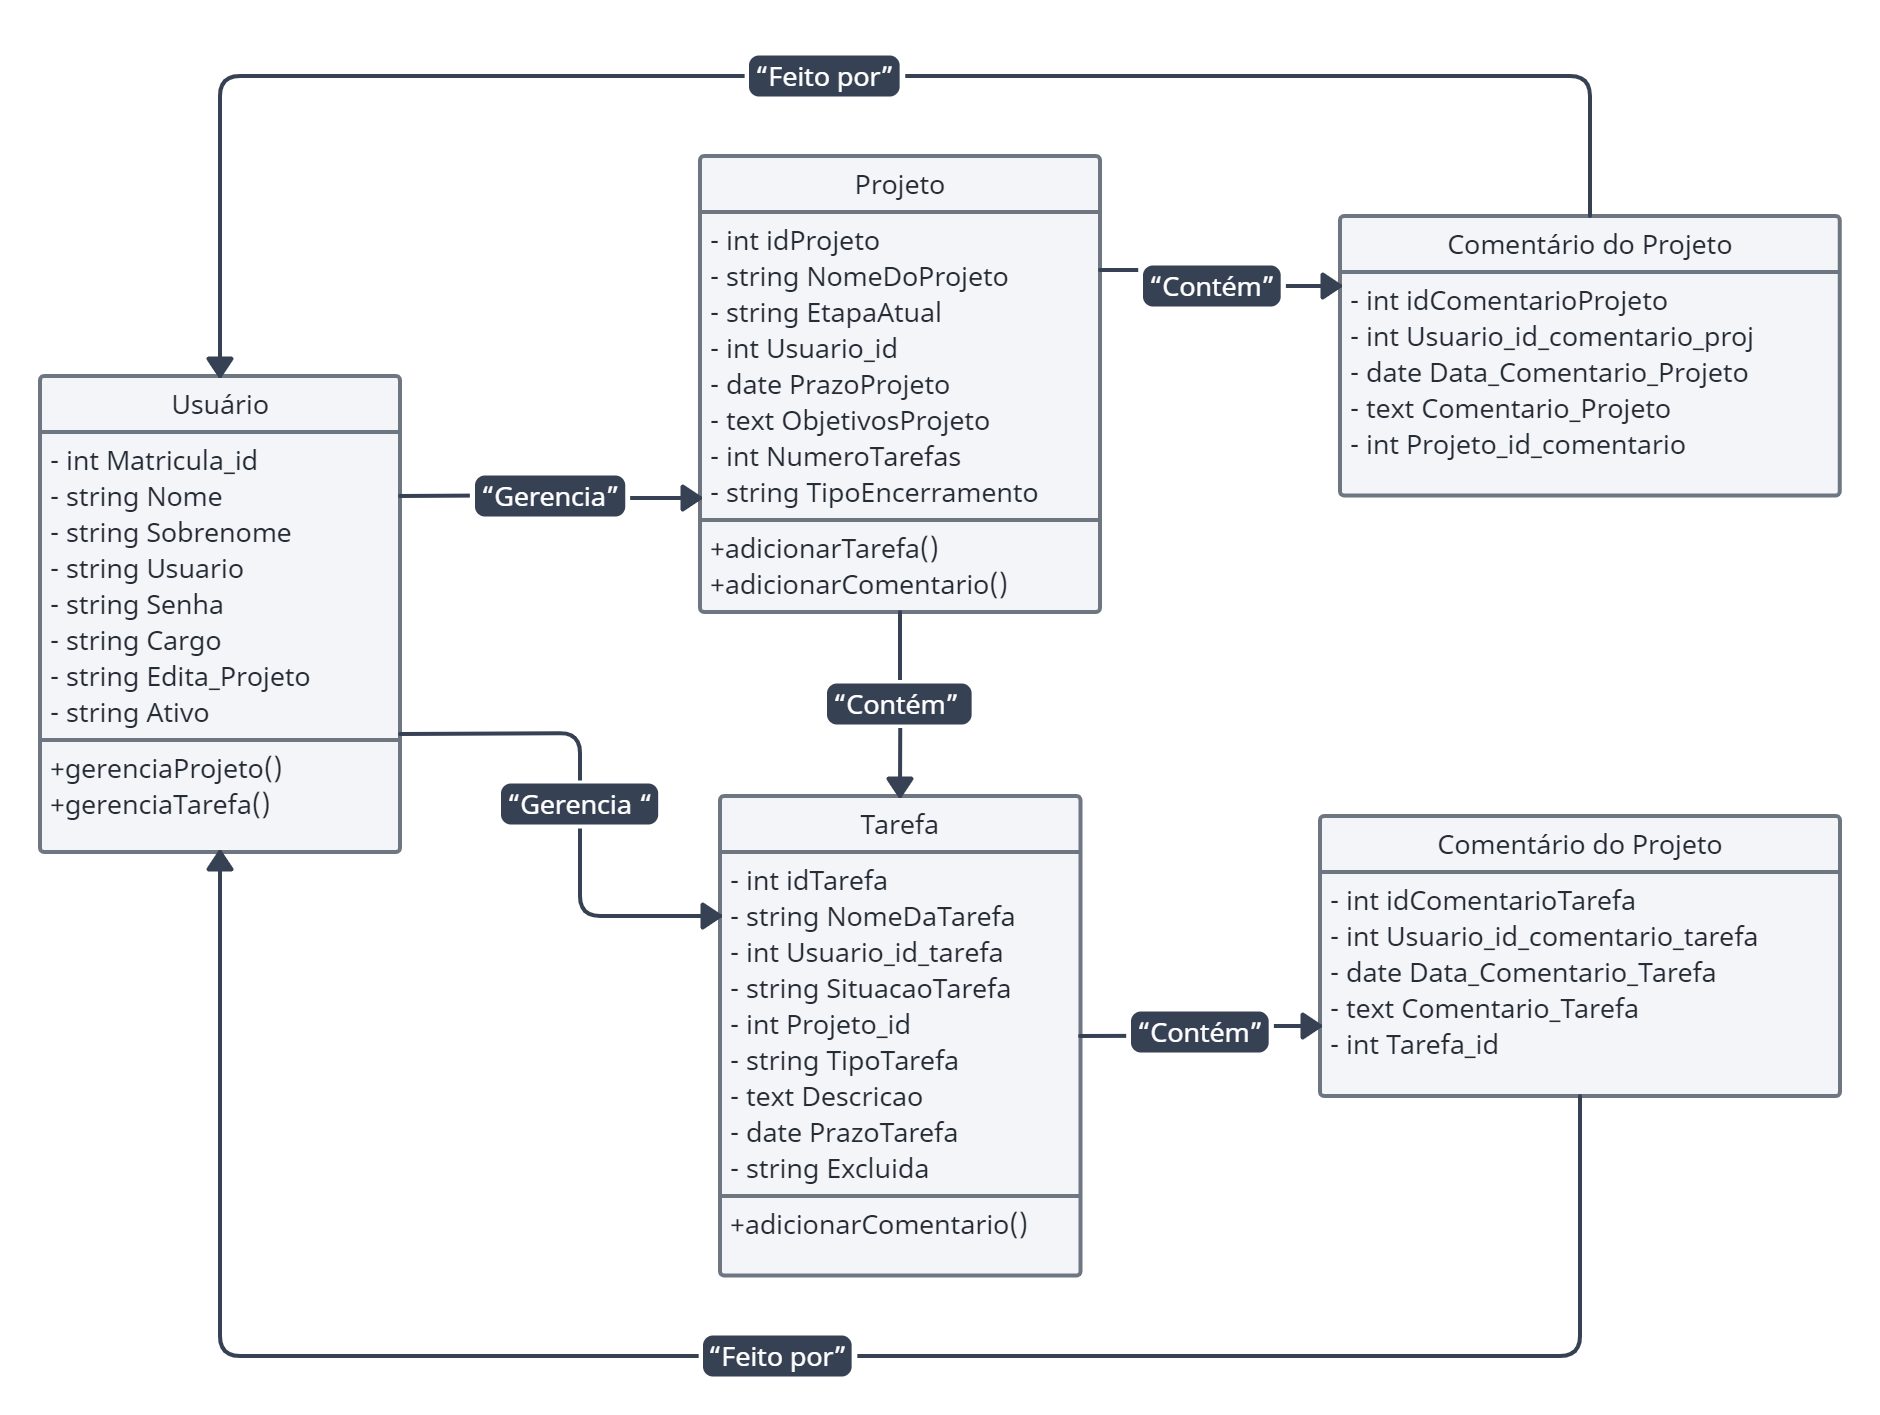 “Feito por”
Projeto
- int idProjeto
- string NomeDoProjeto
- string EtapaAtual
- int Usuario_id
- date PrazoProjeto
- text ObjetivosProjeto
- int NumeroTarefas
- string TipoEncerramento
+adicionarTarefa()
+adicionarComentario()
“Contém”
Comentário do Projeto
- int idComentarioProjeto
- int Usuario_id_comentario_proj
- date Data_Comentario_Projeto
- text Comentario_Projeto
- int Projeto_id_comentario
Usuário
- int Matricula_id
- string Nome
- string Sobrenome
- string Usuario
- string Senha
- string Cargo
- string Edita_Projeto
- string Ativo
+gerenciaProjeto()
+gerenciaTarefa()
“Gerencia”
“Contém”
“Gerencia “
Tarefa
- int idTarefa
- string NomeDaTarefa
- int Usuario_id_tarefa
- string SituacaoTarefa
- int Projeto_id
- string TipoTarefa
- text Descricao
- date PrazoTarefa
- string Excluida
+adicionarComentario()
“Contém”
Comentário do Projeto
- int idComentarioTarefa
- int Usuario_id_comentario_tarefa
- date Data_Comentario_Tarefa
- text Comentario_Tarefa
- int Tarefa_id
“Feito por”